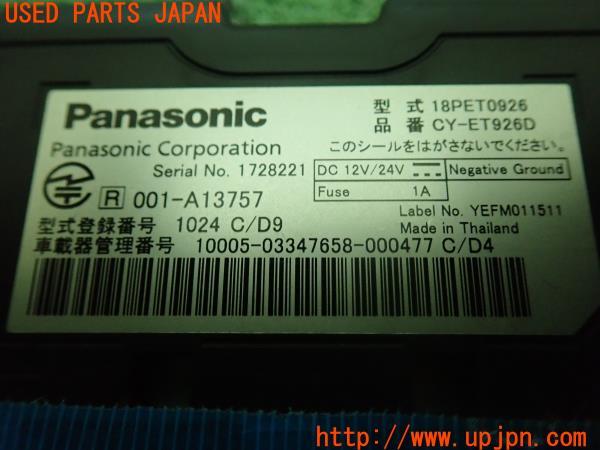 USED PARTS JAPAN
Panasonic
型 式 18PET0926
品 番 CY-ET926D
Panasonic Corporation
このシールをはがさないでください。
Serial No. 1728221
DC 12V/24V Negative Ground
Fuse 1A
R 001-A13757
Label No. YEFM011511
型式登録番号 1024 C/D9
Made in Thailand
車載器管理番号 10005-03347658-000477 C/D4
http://www.upjpn.com